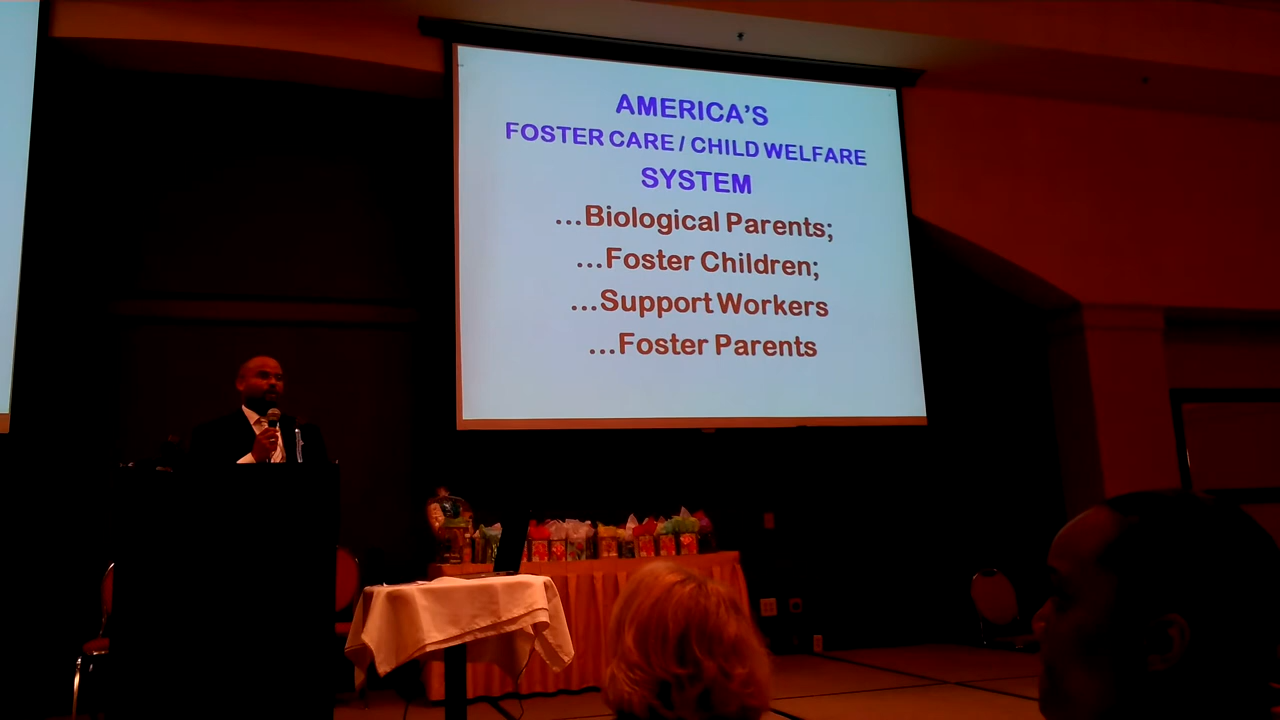 AMERICA'S
FOSTER CARE / CHILD WELFARE
SYSTEM
...Biological Parents;
...Foster Children;
...Support Workers
...Foster Parents